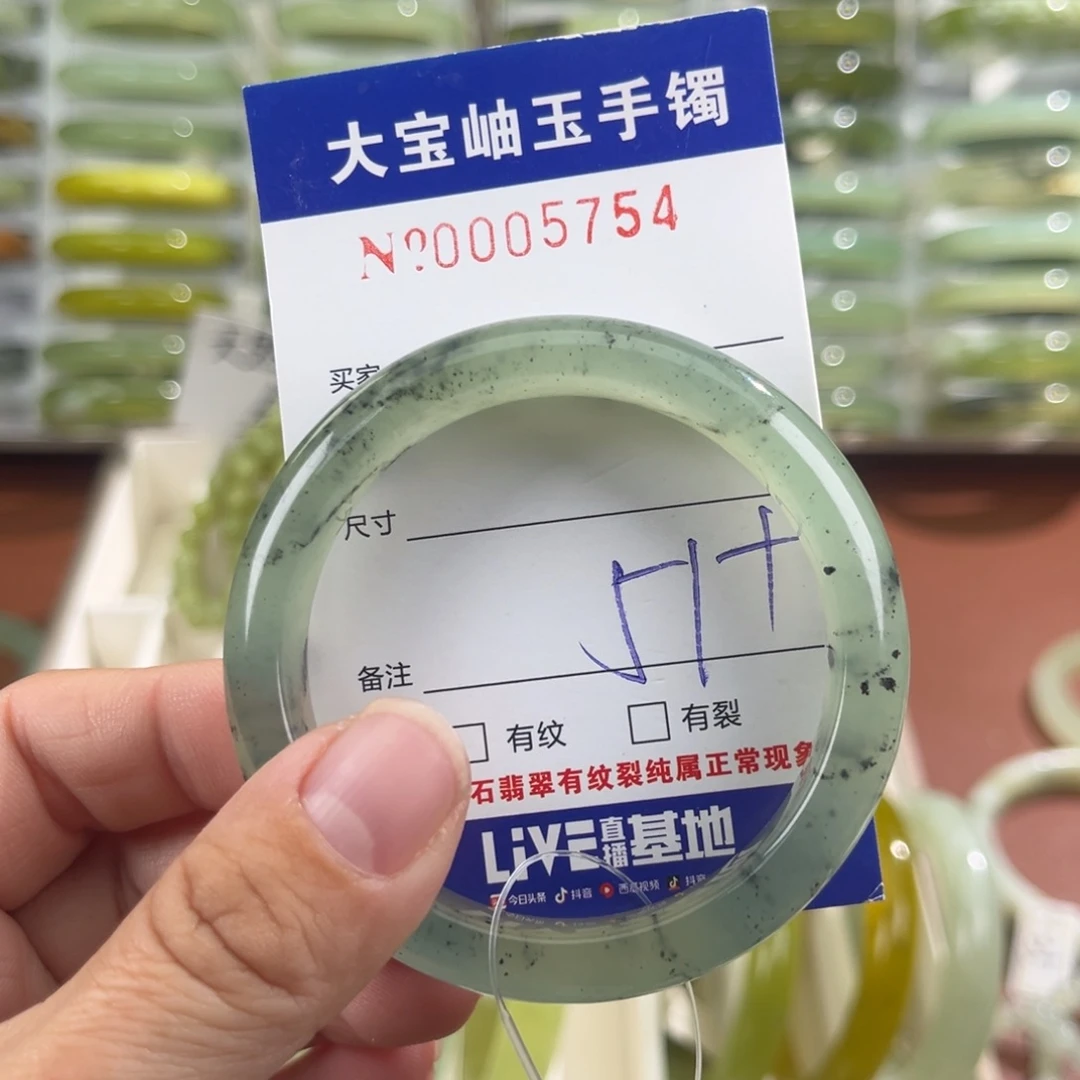 大宝岫玉手镯
№0005754
买家
尺寸
51+
备注
有纹 有裂
石翡翠有纹裂纯属正常现象
LiVE直播基地
今日头条 抖音 西瓜视频 抖音